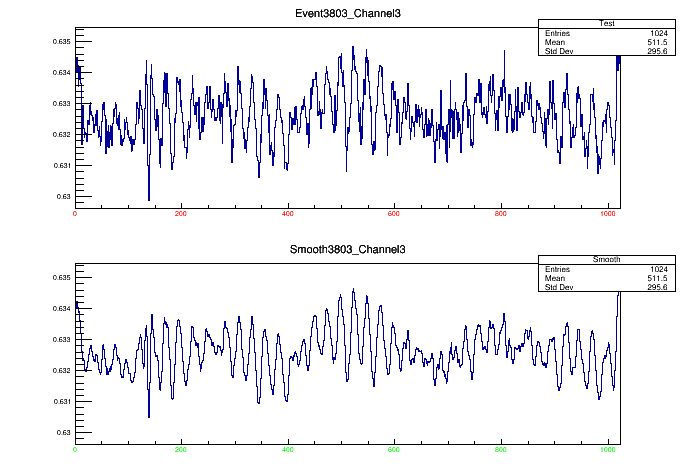 Event3803_Channel3
Test
Entries 1024
Mean 511.5
Std Dev 295.6
0.635
0.634
0.633
0.632
0.631
0.63
0 200 400 600 800 1000
Smooth3803_Channel3
Smooth
Entries 1024
Mean 511.5
Std Dev 295.6
0.635
0.634
0.633
0.632
0.631
0.63
0 200 400 600 800 1000